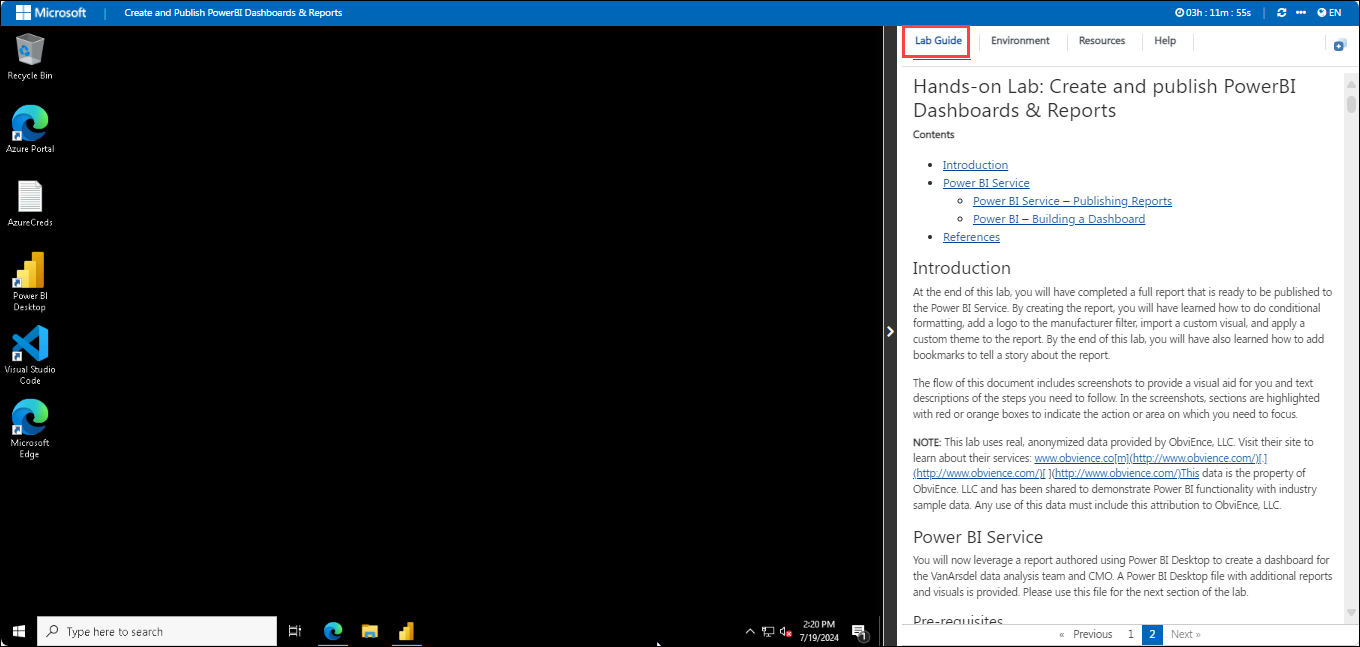 Microsoft | Create and Publish PowerBI Dashboards & Reports
03h : 11m : 55s | EN
Recycle Bin
Azure Portal
AzureCreds
Power BI
Desktop
Visual Studio
Code
Microsoft
Edge
Type here to search
2:20 PM
7/19/2024
1
Lab Guide Environment Resources Help
Hands-on Lab: Create and publish PowerBI
Dashboards & Reports
Contents
• Introduction
• Power BI Service
○ Power BI Service – Publishing Reports
○ Power BI – Building a Dashboard
• References
Introduction
At the end of this lab, you will have completed a full report that is ready to be published to
the Power BI Service. By creating the report, you will have learned how to do conditional
formatting, add a logo to the manufacturer filter, import a custom visual, and apply a
custom theme to the report. By the end of this lab, you will have also learned how to add
bookmarks to tell a story about the report.
The flow of this document includes screenshots to provide a visual aid for you and text
descriptions of the steps you need to follow. In the screenshots, sections are highlighted
with red or orange boxes to indicate the action or area on which you need to focus.
NOTE: This lab uses real, anonymized data provided by ObviEnce, LLC. Visit their site to
learn about their services: www.obvience.co[m](http://www.obvience.com/)[.]
(http://www.obvience.com/)[ ](http://www.obvience.com/)This data is the property of
ObviEnce. LLC and has been shared to demonstrate Power BI functionality with industry
sample data. Any use of this data must include this attribution to ObviEnce, LLC.
Power BI Service
You will now leverage a report authored using Power BI Desktop to create a dashboard for
the VanArsdel data analysis team and CMO. A Power BI Desktop file with additional reports
and visuals is provided. Please use this file for the next section of the lab.
Pre-requisites
« Previous 1 2 Next »